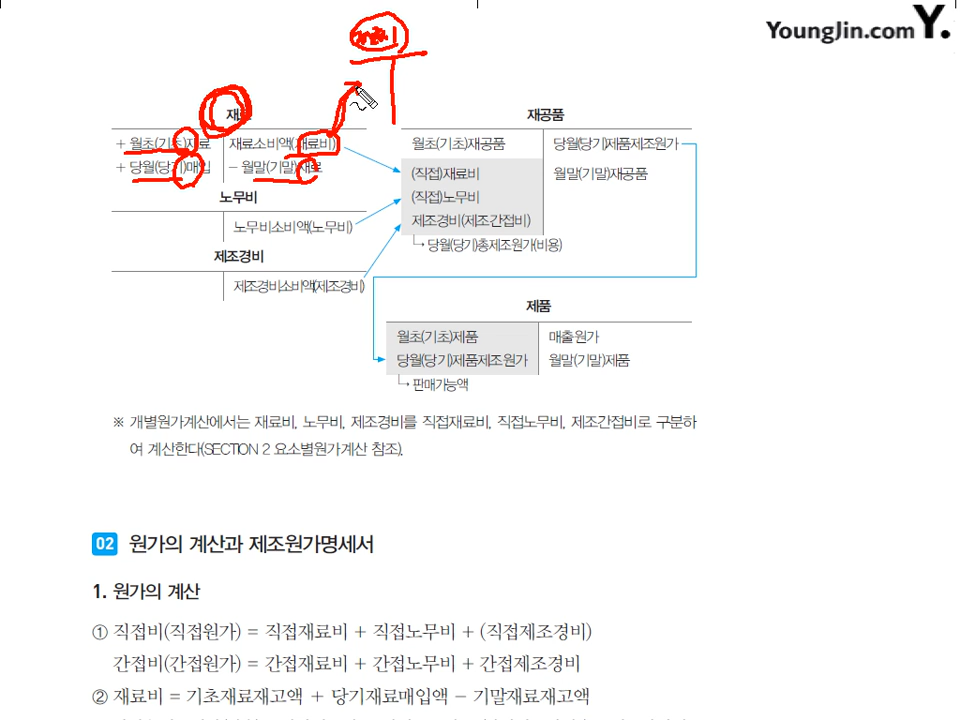 YoungJin.com Y.
재료
+ 월초(기초)재료 재료소비액(재료비)
+ 당월(당기)매입 - 월말(기말)재료
노무비
노무비소비액(노무비)
제조경비
제조경비소비액(제조경비)
재공품
월초(기초)재공품 당월(당기)제품제조원가
(직접)재료비 월말(기말)재공품
(직접)노무비
제조경비(제조간접비)
당월(당기)총제조원가(비용)
제품
월초(기초)제품 매출원가
당월(당기)제품제조원가 월말(기말)제품
판매가능액
※ 개별원가계산에서는 재료비, 노무비, 제조경비를 직접재료비, 직접노무비, 제조간접비로 구분하
여 계산한다(SECTION 2 요소별원가계산 참조).
02 원가의 계산과 제조원가명세서
1. 원가의 계산
① 직접비(직접원가) = 직접재료비 + 직접노무비 + (직접제조경비)
간접비(간접원가) = 간접재료비 + 간접노무비 + 간접제조경비
② 재료비 = 기초재료재고액 + 당기재료매입액 - 기말재료재고액